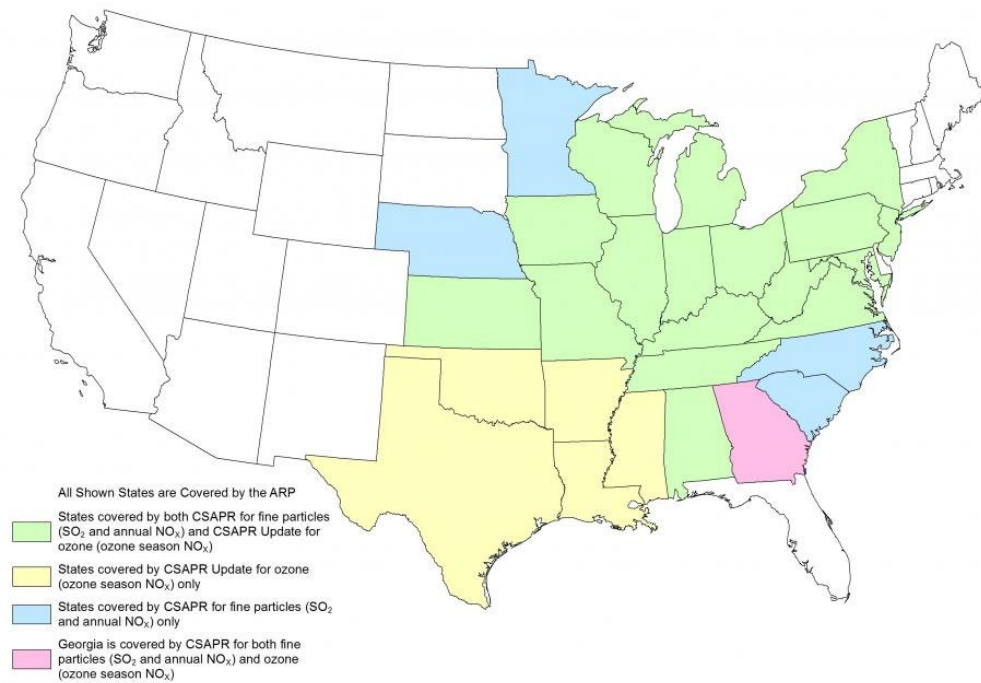 All Shown States are Covered by the ARP
States covered by both CSAPR for fine particles
(SO₂ and annual NOₓ) and CSAPR Update for
ozone (ozone season NOₓ)
States covered by CSAPR Update for ozone
(ozone season NOₓ) only
States covered by CSAPR for fine particles (SO₂
and annual NOₓ) only
Georgia is covered by CSAPR for both fine
particles (SO₂ and annual NOₓ) and ozone
(ozone season NOₓ)